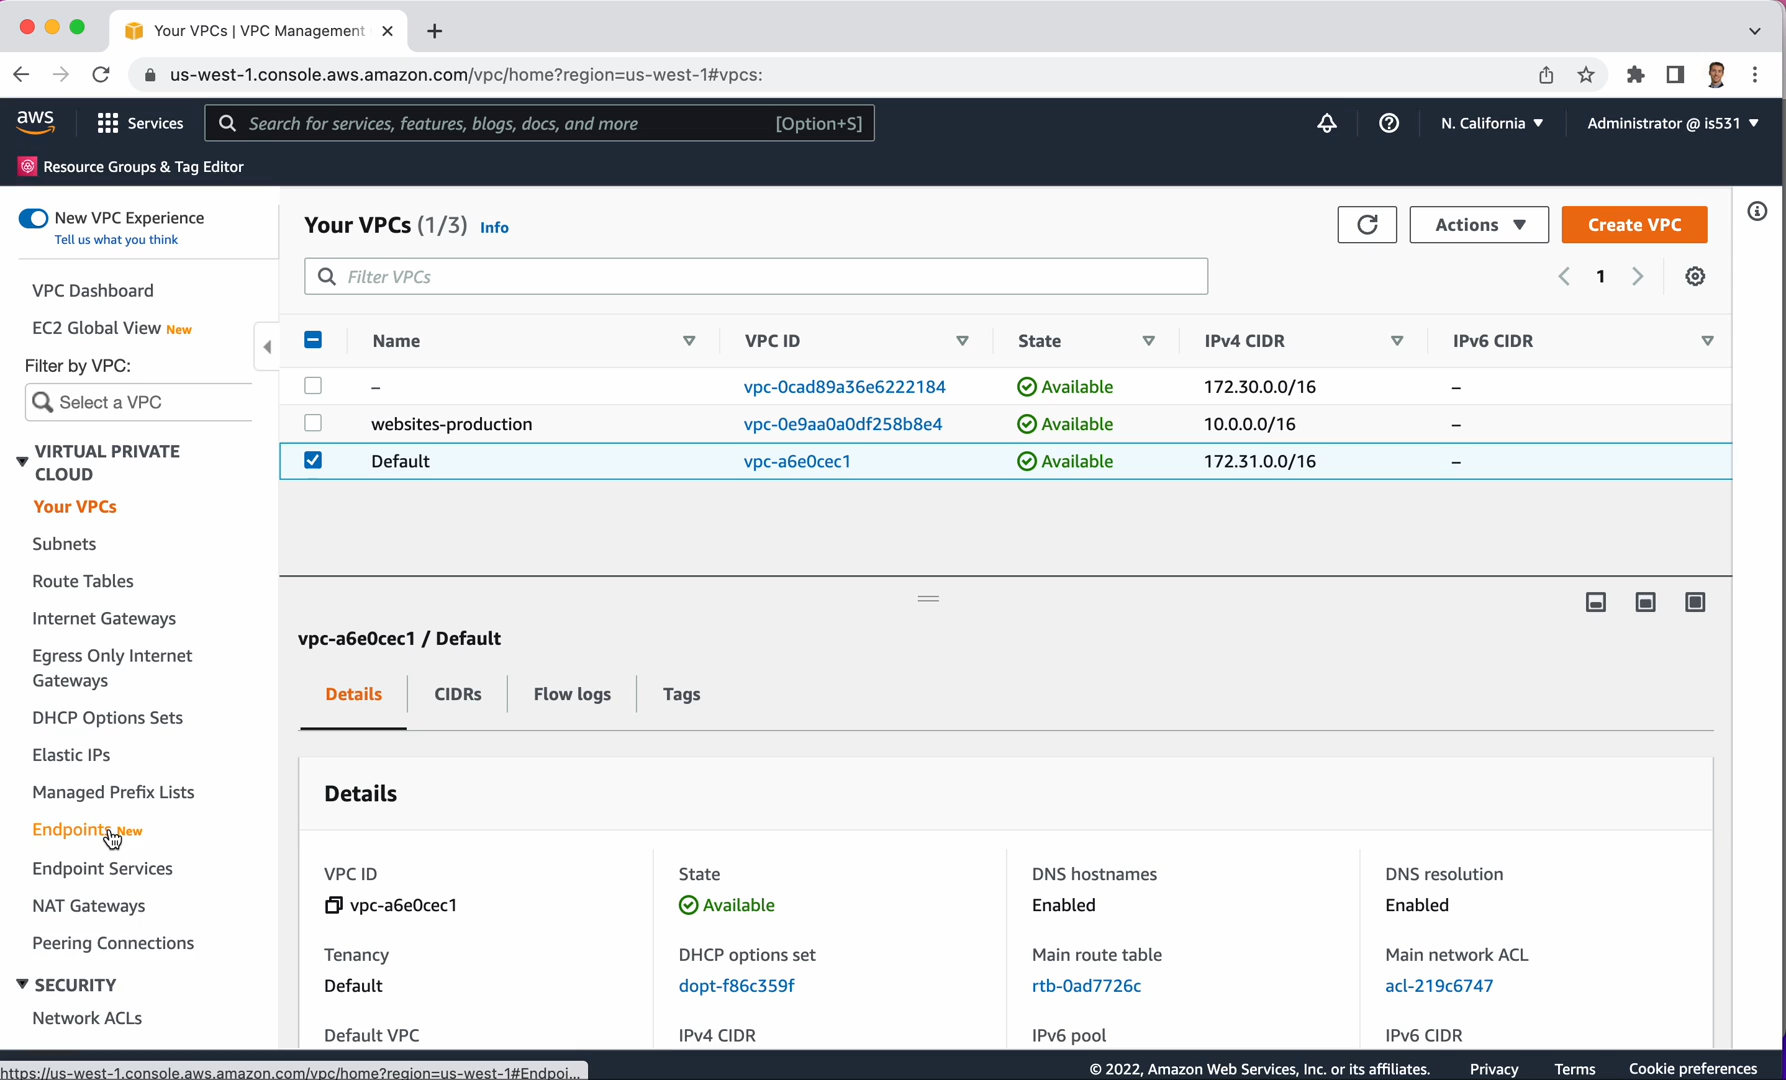 Your VPCs | VPC Management
us-west-1.console.aws.amazon.com/vpc/home?region=us-west-1#vpcs:
aws
Services
Search for services, features, blogs, docs, and more
[Option+S]
N. California ▼
Administrator @ is531 ▼
Resource Groups & Tag Editor
New VPC Experience
Tell us what you think
VPC Dashboard
EC2 Global View New
Filter by VPC:
Select a VPC
VIRTUAL PRIVATE
CLOUD
Your VPCs
Subnets
Route Tables
Internet Gateways
Egress Only Internet
Gateways
DHCP Options Sets
Elastic IPs
Managed Prefix Lists
Endpoints New
Endpoint Services
NAT Gateways
Peering Connections
SECURITY
Network ACLs
Your VPCs (1/3) Info
Actions ▼
Create VPC
Filter VPCs
1
Name VPC ID State IPv4 CIDR IPv6 CIDR
– vpc-0cad89a36e6222184 Available 172.30.0.0/16 –
websites-production vpc-0e9aa0a0df258b8e4 Available 10.0.0.0/16 –
Default vpc-a6e0cec1 Available 172.31.0.0/16 –
vpc-a6e0cec1 / Default
Details CIDRs Flow logs Tags
Details
VPC ID State DNS hostnames DNS resolution
vpc-a6e0cec1 Available Enabled Enabled
Tenancy DHCP options set Main route table Main network ACL
Default dopt-f86c359f rtb-0ad7726c acl-219c6747
Default VPC IPv4 CIDR IPv6 pool IPv6 CIDR
https://us-west-1.console.aws.amazon.com/vpc/home?region=us-west-1#Endpoi...
© 2022, Amazon Web Services, Inc. or its affiliates. Privacy Terms Cookie preferences